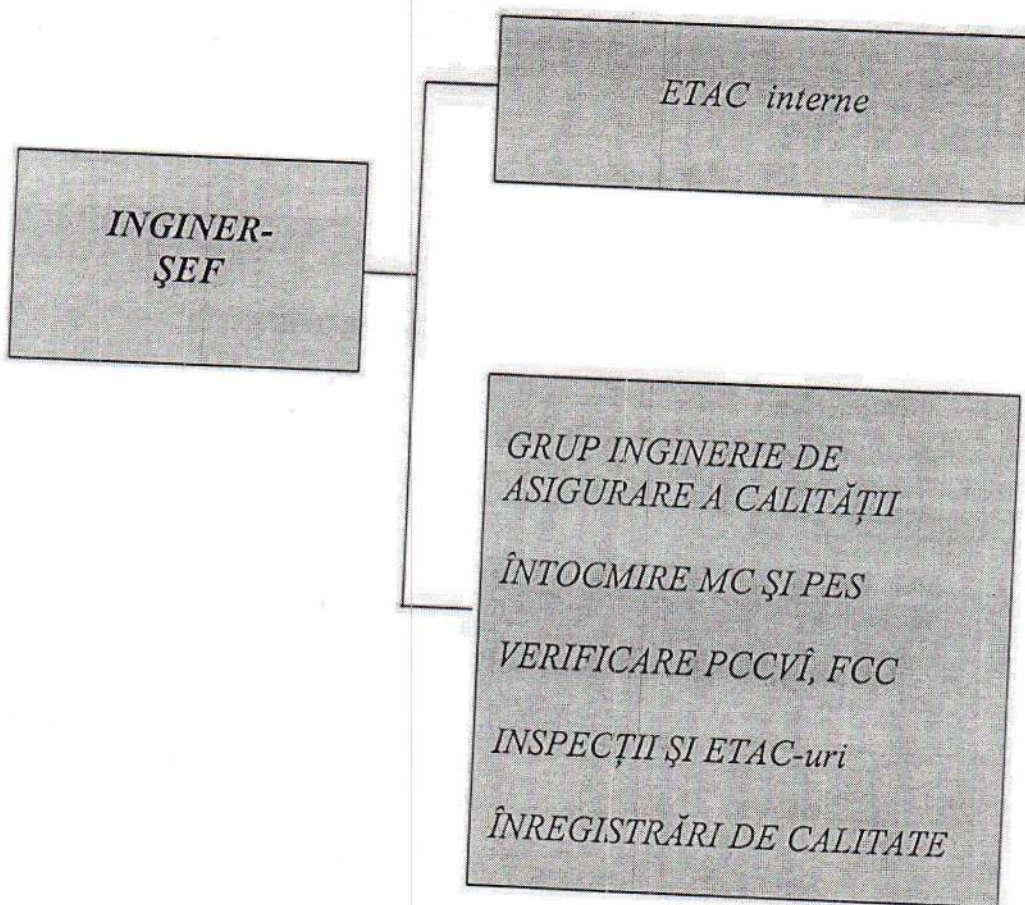 ETAC interne
INGINER-
ŞEF
GRUP INGINERIE DE
ASIGURARE A CALITĂŢII
ÎNTOCMIRE MC ŞI PES
VERIFICARE PCCVÎ, FCC
INSPECŢII ŞI ETAC-uri
ÎNREGISTRĂRI DE CALITATE